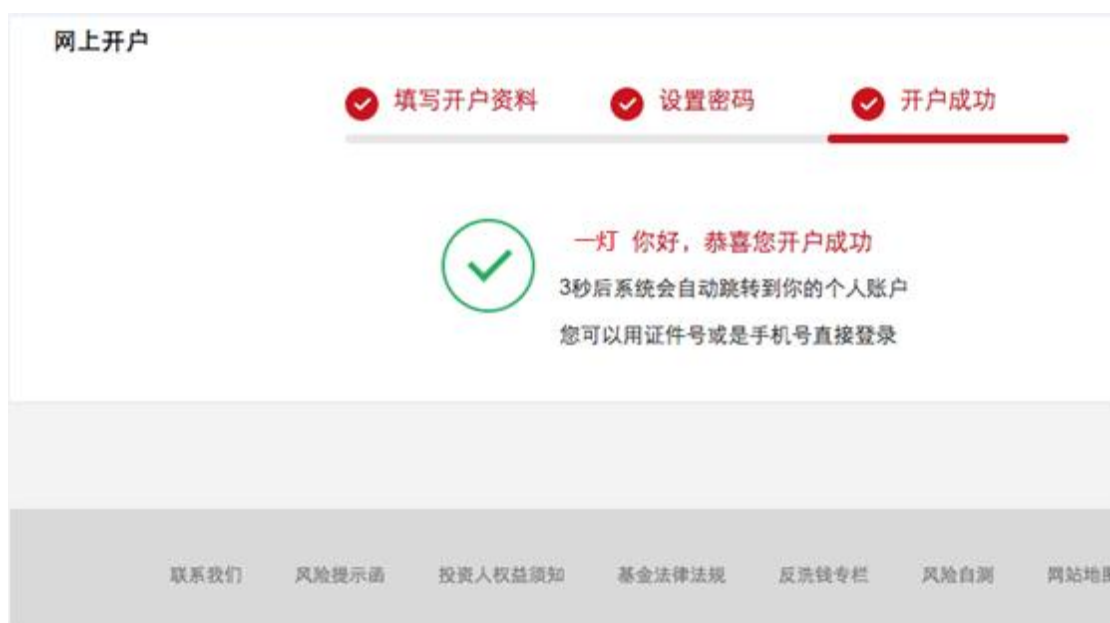 网上开户
填写开户资料 设置密码 开户成功
一灯 你好，恭喜您开户成功
3秒后系统会自动跳转到你的个人账户
您可以用证件号或是手机号直接登录
联系我们 风险提示函 投资人权益须知 基金法律法规 反洗钱专栏 风险自测 网站地图